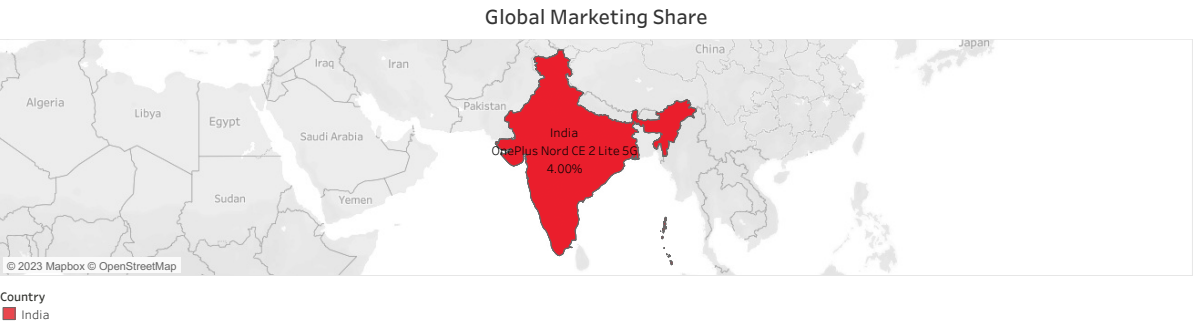 Global Marketing Share
China
Japan
Iraq
Iran
Algeria
Pakistan
Libya
Egypt
India
Saudi Arabia
OnePlus Nord CE 2 Lite 5G
4.00%
Sudan
Yemen
© 2023 Mapbox © OpenStreetMap
Country
India